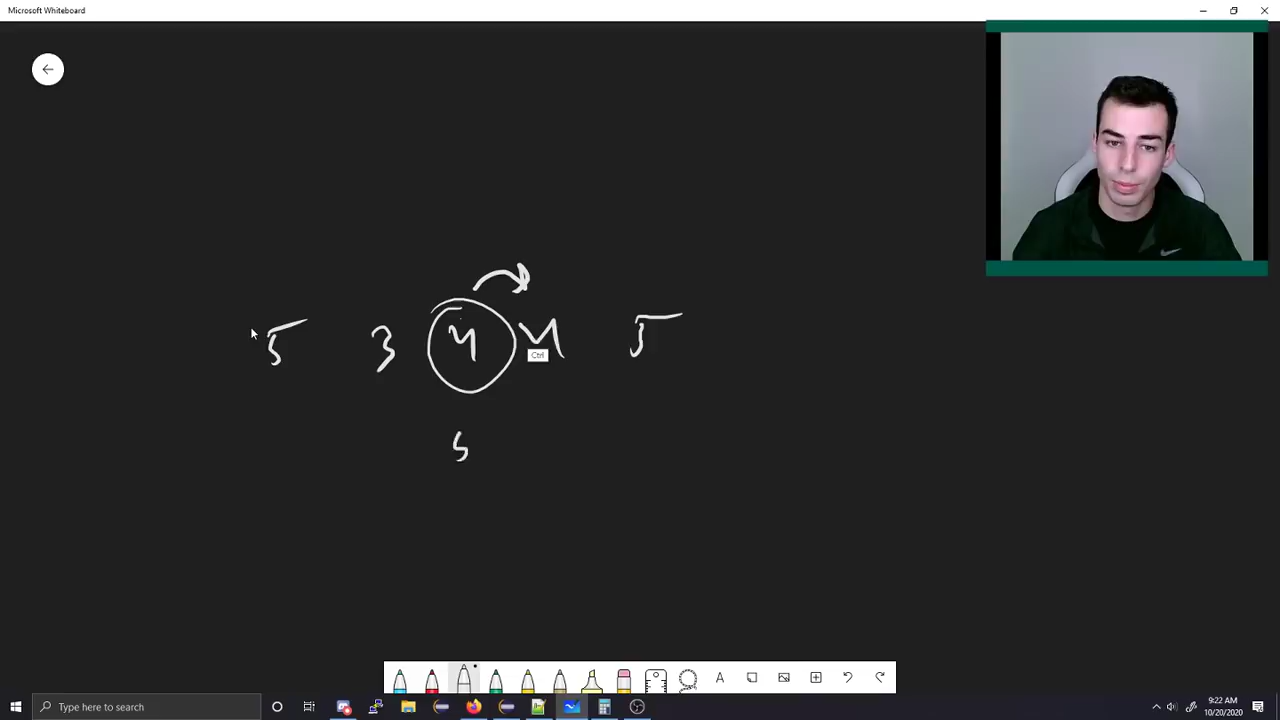 Microsoft Whiteboard
5 3 4 4 5
Ctrl
5
A
Type here to search
9:22 AM
10/20/2020